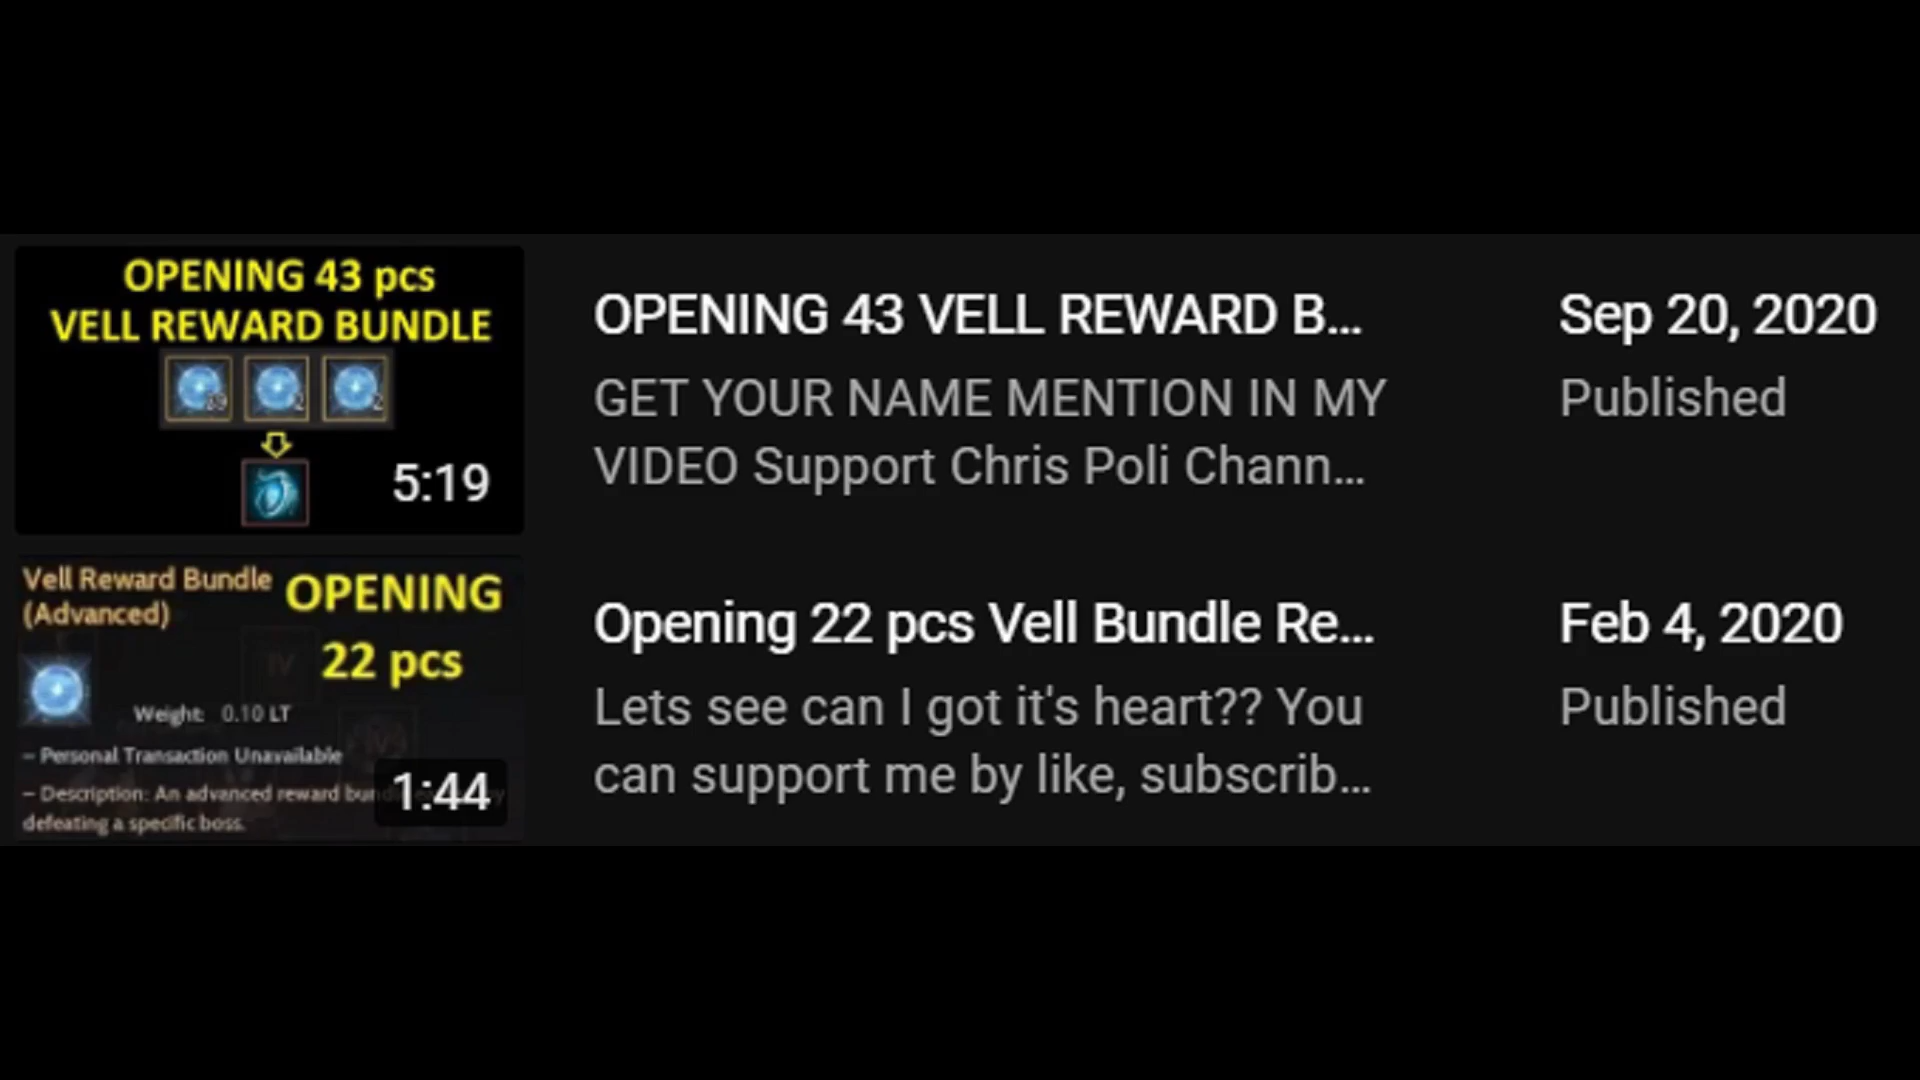 OPENING 43 pcs
VELL REWARD BUNDLE
39 2 2
5:19
OPENING 43 VELL REWARD B...
GET YOUR NAME MENTION IN MY
VIDEO Support Chris Poli Chann...
Sep 20, 2020
Published
Vell Reward Bundle
(Advanced)
OPENING
22 pcs
Weight: 0.10 LT
– Personal Transaction Unavailable
– Description: An advanced reward
defeating a specific boss.
1:44
Opening 22 pcs Vell Bundle Re...
Lets see can I got it's heart?? You
can support me by like, subscrib...
Feb 4, 2020
Published